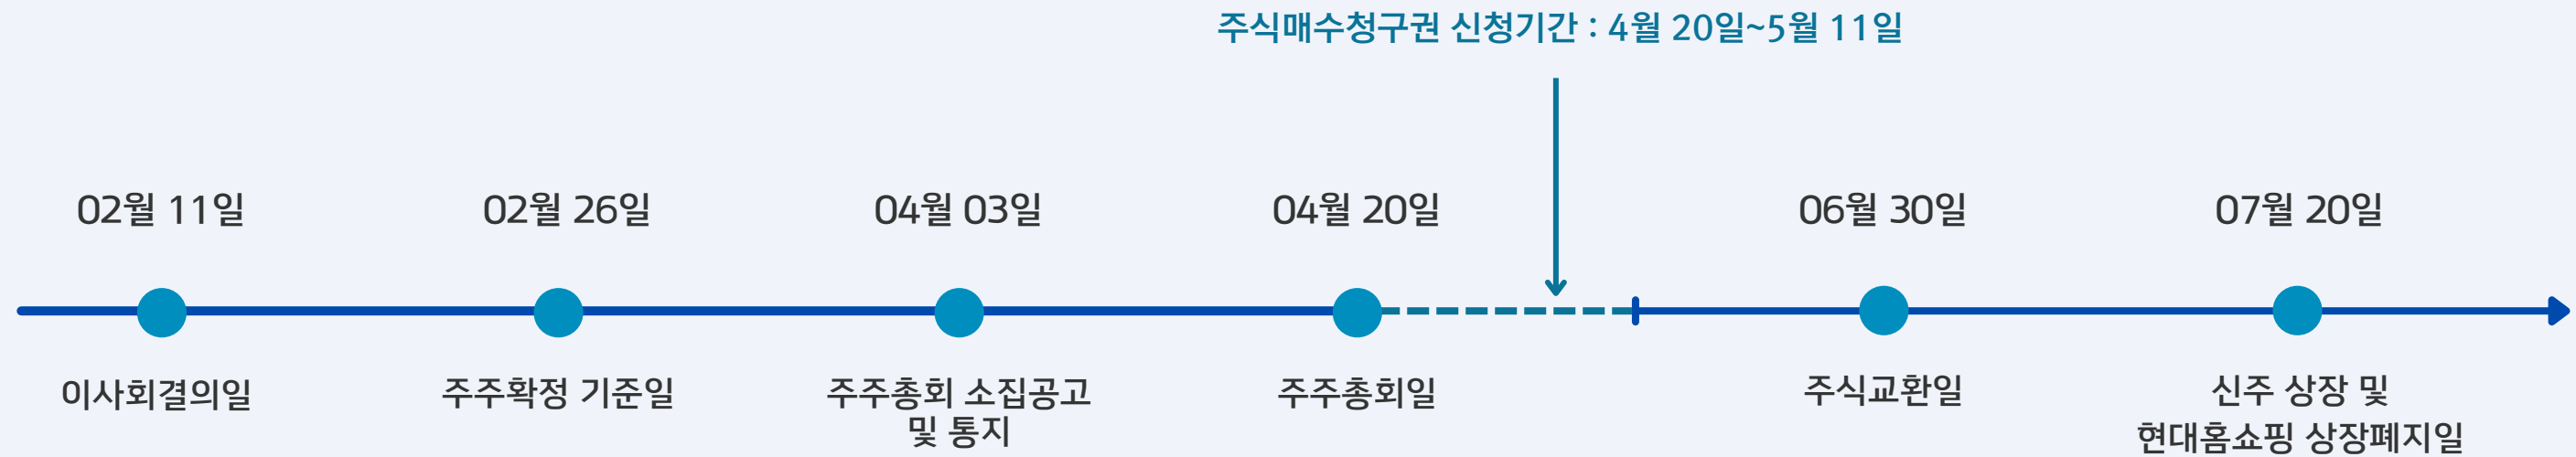 주식매수청구권 신청기간 : 4월 20일~5월 11일
02월 11일
02월 26일
04월 03일
04월 20일
06월 30일
07월 20일
이사회결의일
주주확정 기준일
주주총회 소집공고
및 통지
주주총회일
주식교환일
신주 상장 및
현대홈쇼핑 상장폐지일